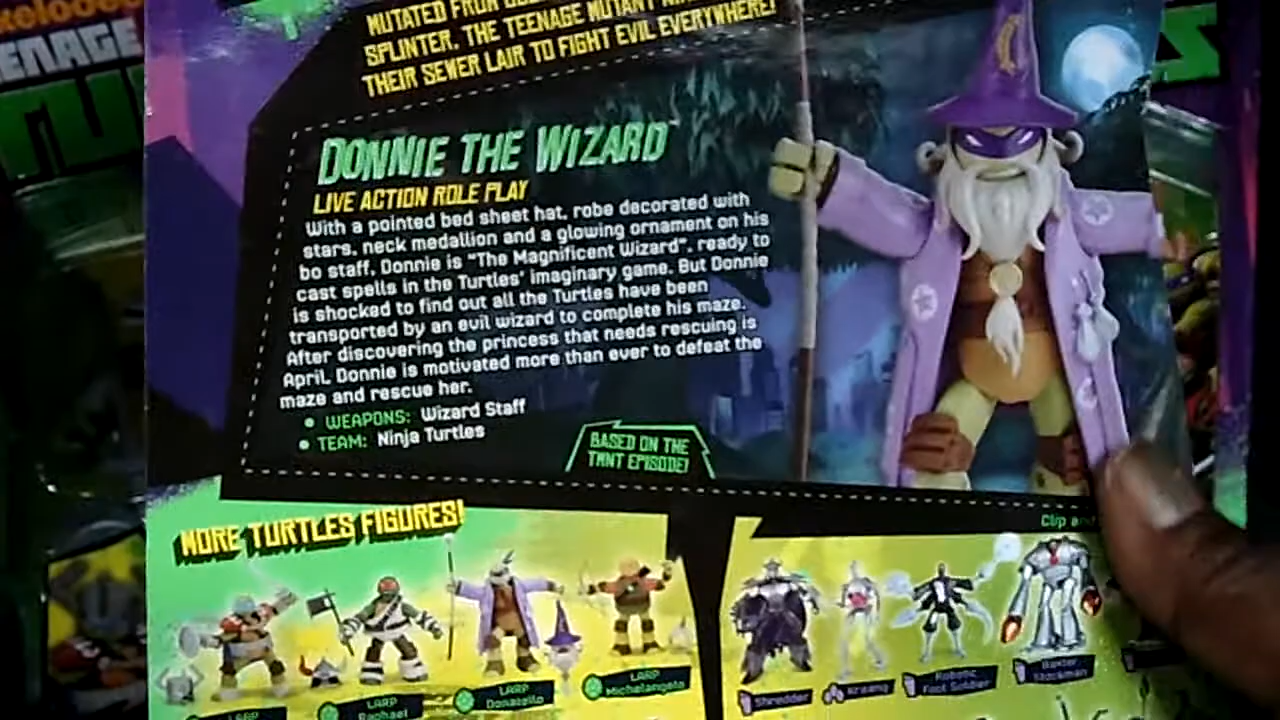 MUTATED FROM
SPLINTER, THE TEENAGE MUTANT
THEIR SEWER LAIR TO FIGHT EVIL EVERYWHERE!
DONNIE THE WIZARD
LIVE ACTION ROLE PLAY
With a pointed bed sheet hat, robe decorated with
stars, neck medallion and a glowing ornament on his
bo staff, Donnie is "The Magnificent Wizard", ready to
cast spells in the Turtles' imaginary game. But Donnie
is shocked to find out all the Turtles have been
transported by an evil wizard to complete his maze.
After discovering the princess that needs rescuing is
April, Donnie is motivated more than ever to defeat the
maze and rescue her.
• WEAPONS: Wizard Staff
• TEAM: Ninja Turtles
BASED ON THE
TMNT EPISODE!
MORE TURTLES FIGURES!
Clip and
LARP
LARP
Raphael
LARP
Donatello
LARP
Michelangelo
Shredder
Kraang
Robotic
Foot Soldier
Baxter
Stockman